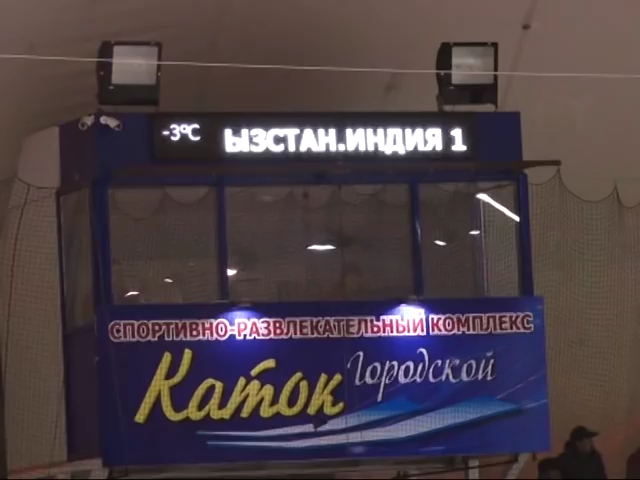 -3°C ЫЗСТАН.ИНДИЯ 1
СПОРТИВНО-РАЗВЛЕКАТЕЛЬНЫЙ КОМПЛЕКС
Каток Городской